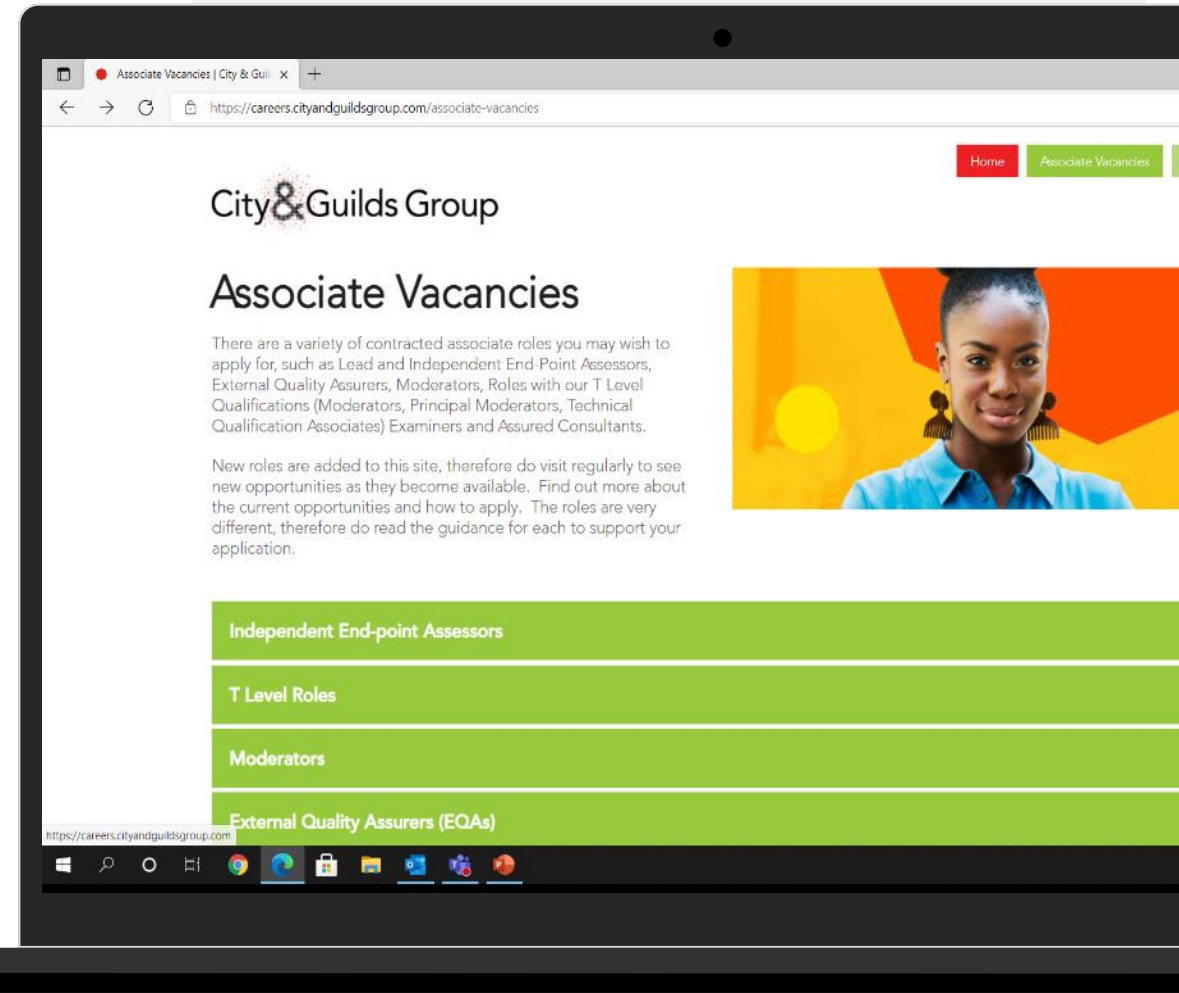 Associate Vacancies | City & Guil
https://careers.cityandguildsgroup.com/associate-vacancies
Home
Associate Vacancies
City&Guilds Group
Associate Vacancies
There are a variety of contracted associate roles you may wish to
apply for, such as Lead and Independent End-Point Assessors,
External Quality Assurers, Moderators, Roles with our T Level
Qualifications (Moderators, Principal Moderators, Technical
Qualification Associates) Examiners and Assured Consultants.
New roles are added to this site, therefore do visit regularly to see
new opportunities as they become available. Find out more about
the current opportunities and how to apply. The roles are very
different, therefore do read the guidance for each to support your
application.
Independent End-point Assessors
T Level Roles
Moderators
External Quality Assurers (EQAs)
https://careers.cityandguildsgroup.com